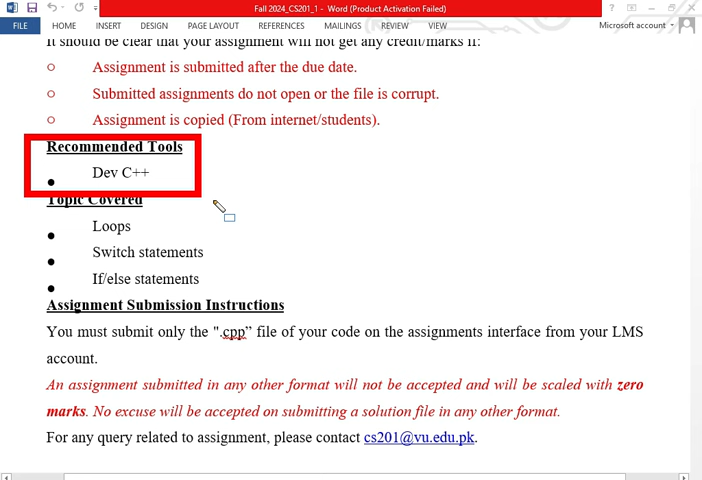 Fall 2024_CS201_1 - Word (Product Activation Failed)
FILE HOME INSERT DESIGN PAGE LAYOUT REFERENCES MAILINGS REVIEW VIEW Microsoft account
It should be clear that your assignment will not get any credit/marks if:
o Assignment is submitted after the due date.
o Submitted assignments do not open or the file is corrupt.
o Assignment is copied (From internet/students).
Recommended Tools
● Dev C++
Topic Covered
● Loops
● Switch statements
● If/else statements
Assignment Submission Instructions
You must submit only the ".cpp” file of your code on the assignments interface from your LMS
account.
An assignment submitted in any other format will not be accepted and will be scaled with zero
marks. No excuse will be accepted on submitting a solution file in any other format.
For any query related to assignment, please contact cs201@vu.edu.pk.